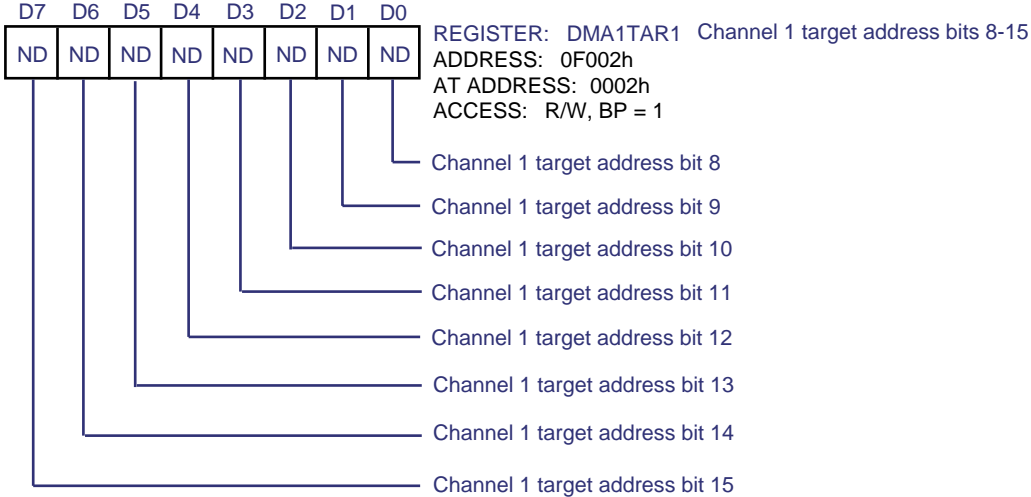 D7 D6 D5 D4 D3 D2 D1 D0
ND ND ND ND ND ND ND ND
REGISTER: DMA1TAR1 Channel 1 target address bits 8-15
ADDRESS: 0F002h
AT ADDRESS: 0002h
ACCESS: R/W, BP = 1
Channel 1 target address bit 8
Channel 1 target address bit 9
Channel 1 target address bit 10
Channel 1 target address bit 11
Channel 1 target address bit 12
Channel 1 target address bit 13
Channel 1 target address bit 14
Channel 1 target address bit 15